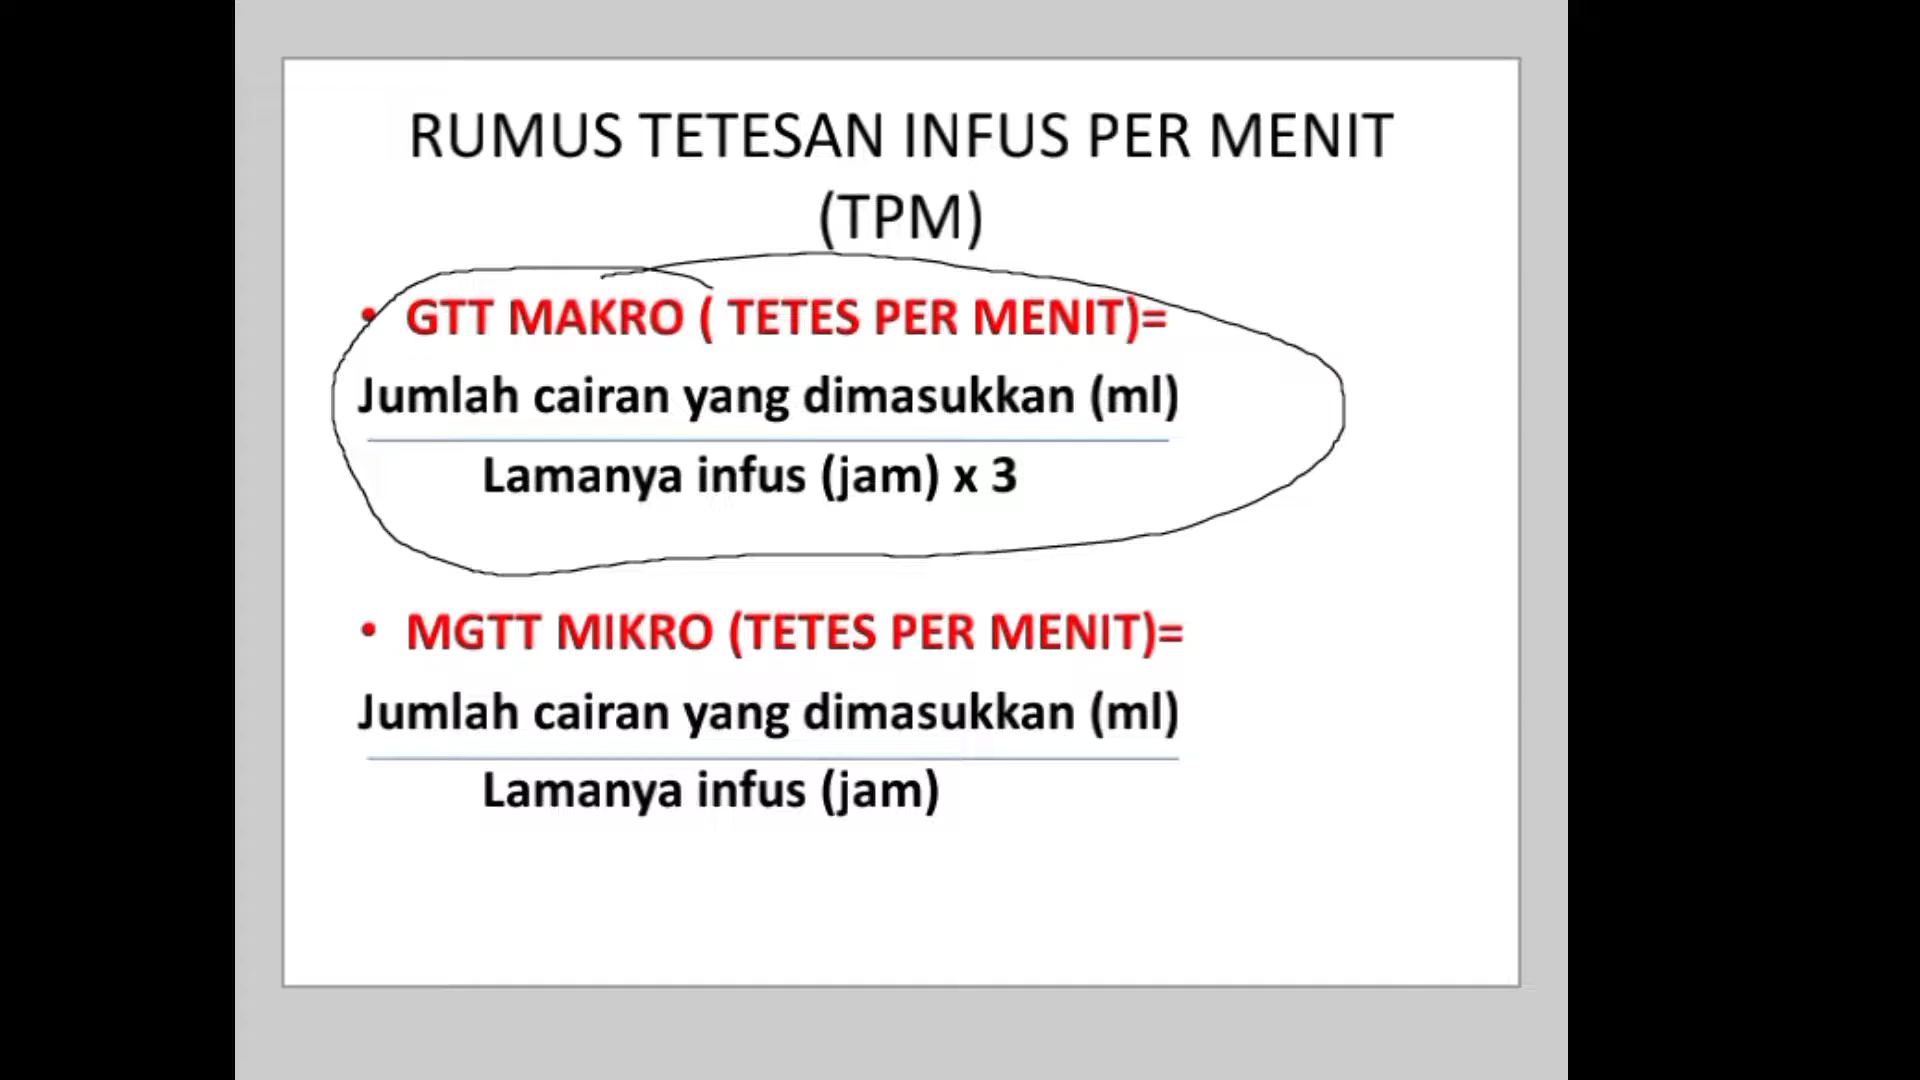 RUMUS TETESAN INFUS PER MENIT
(TPM)
• GTT MAKRO ( TETES PER MENIT)=
Jumlah cairan yang dimasukkan (ml)
Lamanya infus (jam) x 3
• MGTT MIKRO (TETES PER MENIT)=
Jumlah cairan yang dimasukkan (ml)
Lamanya infus (jam)